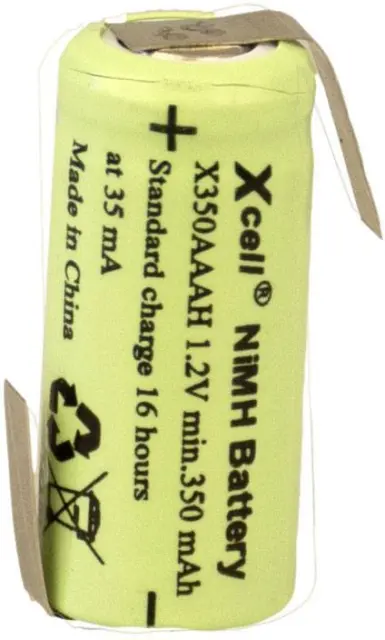 Xcell® NiMH Battery
X350AAAH 1.2V min.350 mAh
Standard charge 16 hours
at 35 mA
Made in China
+
-